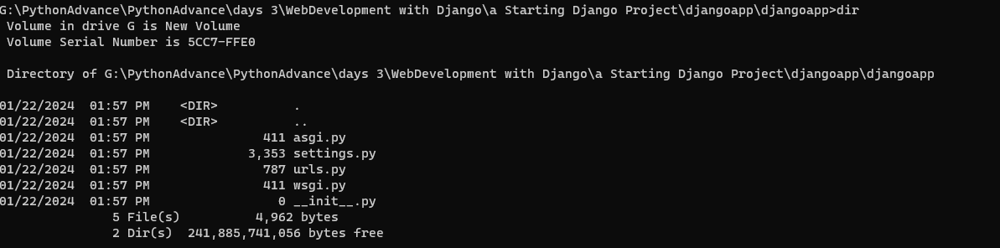 G:\PythonAdvance\PythonAdvance\days 3\WebDevelopment with Django\a Starting Django Project\djangoapp\djangoapp>dir
Volume in drive G is New Volume
Volume Serial Number is 5CC7-FFE0
Directory of G:\PythonAdvance\PythonAdvance\days 3\WebDevelopment with Django\a Starting Django Project\djangoapp\djangoapp
01/22/2024  01:57 PM    <DIR>          .
01/22/2024  01:57 PM    <DIR>          ..
01/22/2024  01:57 PM               411 asgi.py
01/22/2024  01:57 PM             3,353 settings.py
01/22/2024  01:57 PM               787 urls.py
01/22/2024  01:57 PM               411 wsgi.py
01/22/2024  01:57 PM                 0 __init__.py
5 File(s)          4,962 bytes
2 Dir(s)  241,885,741,056 bytes free